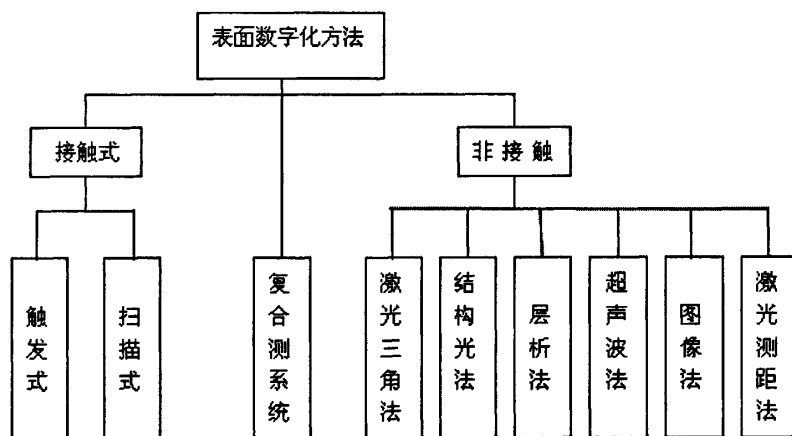 表面数字化方法
接触式
非接触
触发式
扫描式
复合测系统
激光三角法
结构光法
层析法
超声波法
图像法
激光测距法